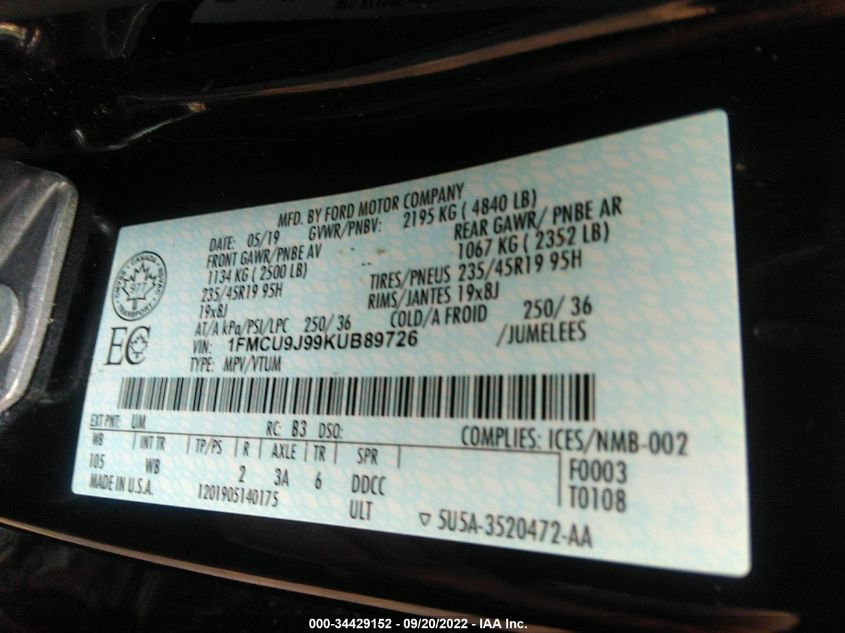 MFD. BY FORD MOTOR COMPANY
DATE: 05/19 GVWR/PNBV: 2195 KG ( 4840 LB)
FRONT GAWR/PNBE AV REAR GAWR/ PNBE AR
1134 KG ( 2500 LB) 1067 KG ( 2352 LB)
235/45R19 95H TIRES/PNEUS 235/45R19 95H
19x8J RIMS/JANTES 19x8J
AT/A kPa/PSI/LPC 250/ 36 COLD/A FROID 250/ 36
VIN: 1FMCU9J99KUB89726 /JUMELEES
TYPE: MPV/VTUM
977
TRANSPORT
CANADA
EC
EXT PNT: UM RC: B3 DSO: COMPLIES: ICES/NMB-002
WB INT TR TP/PS R AXLE TR SPR F0003
105 WB 2 3A 6 DDCC T0108
MADE IN U.S.A. 1201905140175 ULT 5U5A-3520472-AA
000-34429152 - 09/20/2022 - IAA Inc.